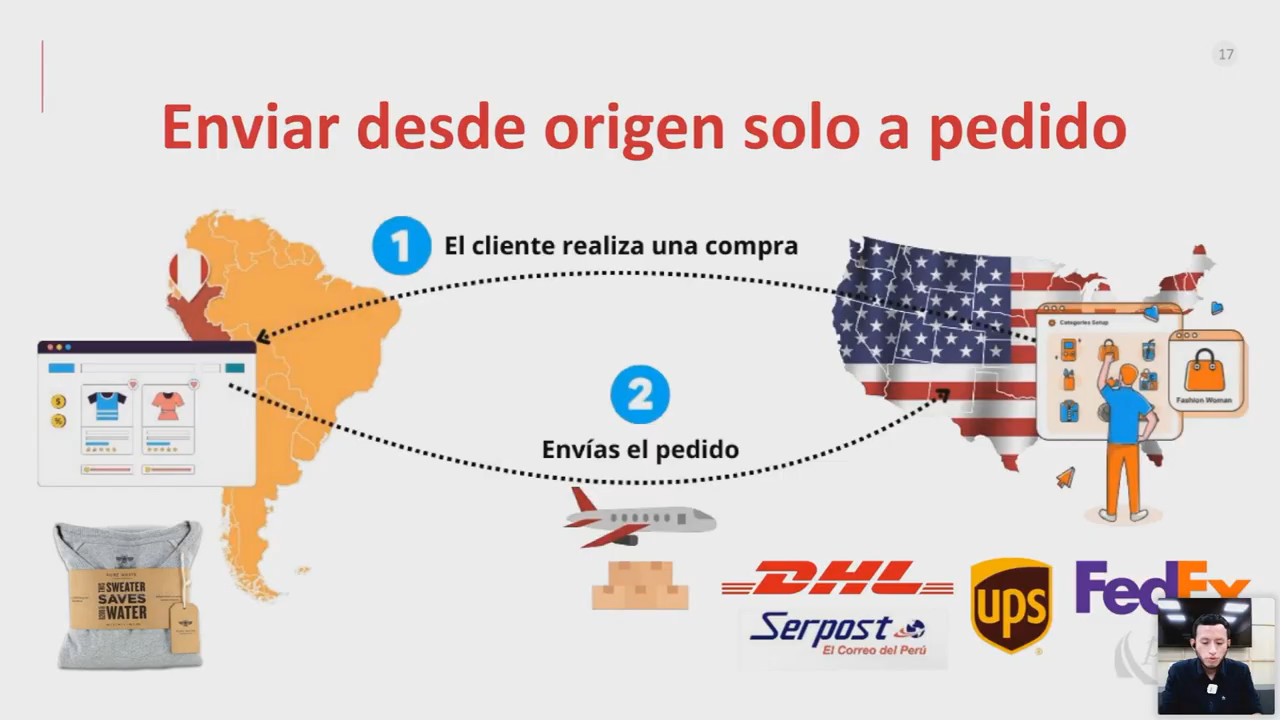 17
Enviar desde origen solo a pedido
1
El cliente realiza una compra
Categories Setup
Fashion Woman
2
Envías el pedido
SWEATER
SAVES
WATER
DHL
ups
FedEx
Serpost
El Correo del Perú